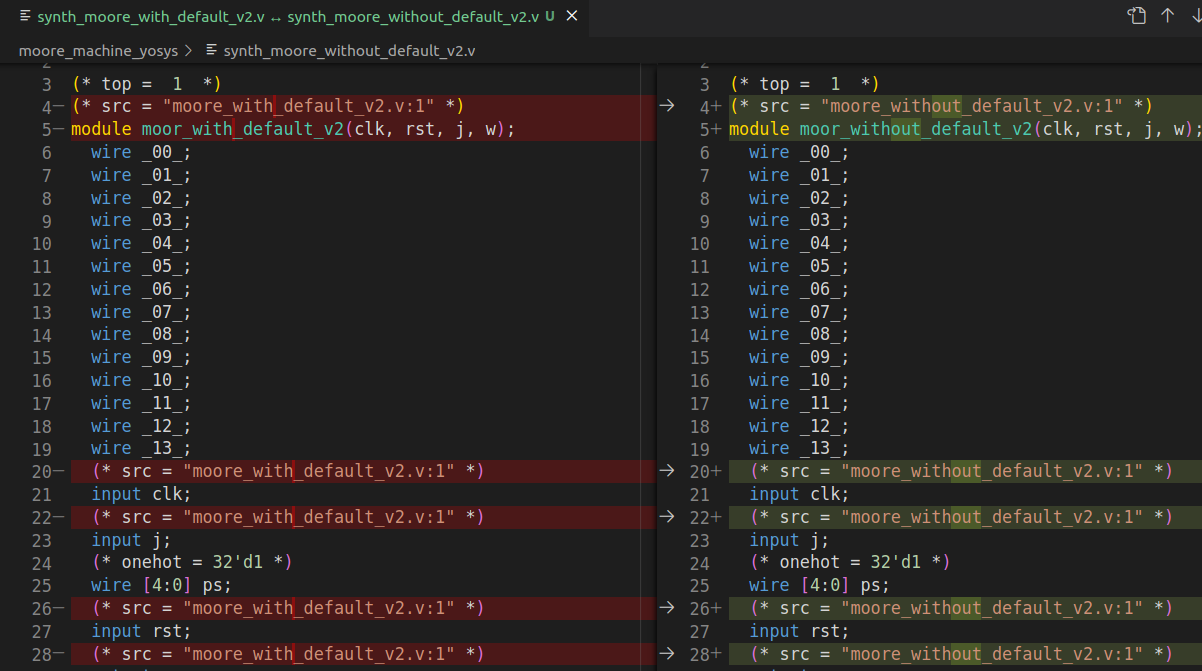 synth_moore_with_default_v2.v ↔ synth_moore_without_default_v2.v U
moore_machine_yosys > synth_moore_without_default_v2.v
2
3 (* top = 1 *)
4− (* src = "moore_with_default_v2.v:1" *)
5− module moor_with_default_v2(clk, rst, j, w);
6 wire _00_;
7 wire _01_;
8 wire _02_;
9 wire _03_;
10 wire _04_;
11 wire _05_;
12 wire _06_;
13 wire _07_;
14 wire _08_;
15 wire _09_;
16 wire _10_;
17 wire _11_;
18 wire _12_;
19 wire _13_;
20− (* src = "moore_with_default_v2.v:1" *)
21 input clk;
22− (* src = "moore_with_default_v2.v:1" *)
23 input j;
24 (* onehot = 32'd1 *)
25 wire [4:0] ps;
26− (* src = "moore_with_default_v2.v:1" *)
27 input rst;
28− (* src = "moore_with_default_v2.v:1" *)
2
3 (* top = 1 *)
4+ (* src = "moore_without_default_v2.v:1" *)
5+ module moor_without_default_v2(clk, rst, j, w);
6 wire _00_;
7 wire _01_;
8 wire _02_;
9 wire _03_;
10 wire _04_;
11 wire _05_;
12 wire _06_;
13 wire _07_;
14 wire _08_;
15 wire _09_;
16 wire _10_;
17 wire _11_;
18 wire _12_;
19 wire _13_;
20+ (* src = "moore_without_default_v2.v:1" *)
21 input clk;
22+ (* src = "moore_without_default_v2.v:1" *)
23 input j;
24 (* onehot = 32'd1 *)
25 wire [4:0] ps;
26+ (* src = "moore_without_default_v2.v:1" *)
27 input rst;
28+ (* src = "moore_without_default_v2.v:1" *)